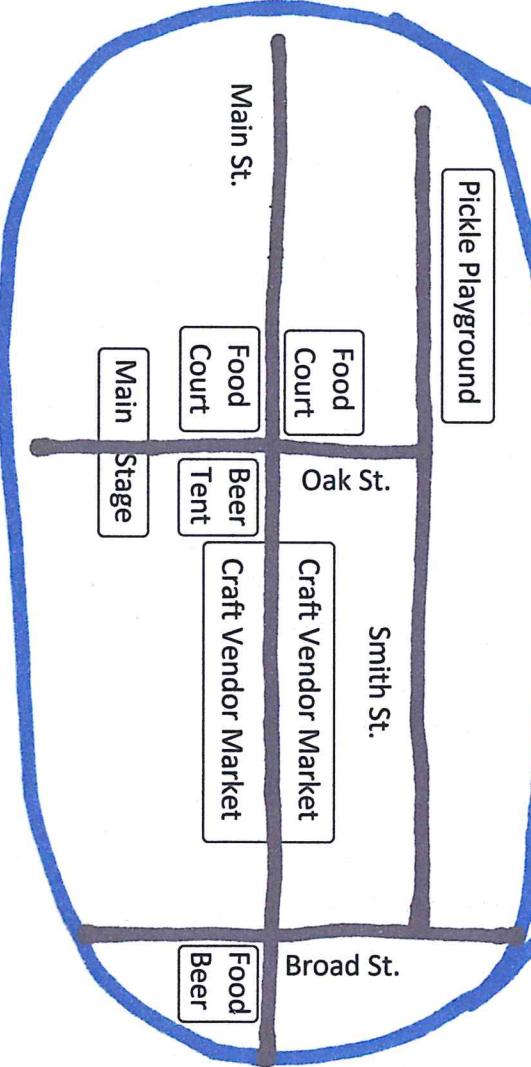 Pickle Playground
Main St.
Food
Court
Food
Court
Main Stage
Oak St.
Beer
Tent
Craft Vendor Market
Craft Vendor Market
Smith St.
Broad St.
Food
Beer